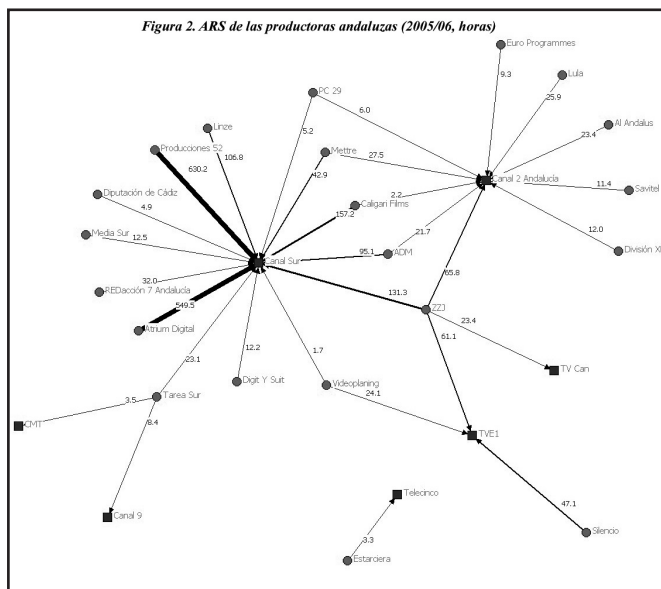 Figura 2. ARS de las productoras andaluzas (2005/06, horas)
Euro Programmes
Lula
9.3
25.9
PC 29
6.0
Al Andalus
23.4
Linze
5.2
Producciones 52
106.8
Mettre
27.5
630.2
42.9
Canal 2 Andalucía
11.4
Savitel
Diputación de Cádiz
2.2
4.9
157.2
Caligari Films
12.0
21.7
Media Sur
12.5
95.1
ADM
División XI
Canal Sur
65.8
32.0
REDacción 7 Andalucía
131.3
549.5
ZZJ
23.4
Atrium Digital
61.1
12.2
1.7
23.1
TV Can
Digit Y Suit
Videoplaning
24.1
Tarea Sur
3.5
CMT
8.4
TVE1
Telecinco
47.1
Canal 9
Silencio
3.3
Estarciera